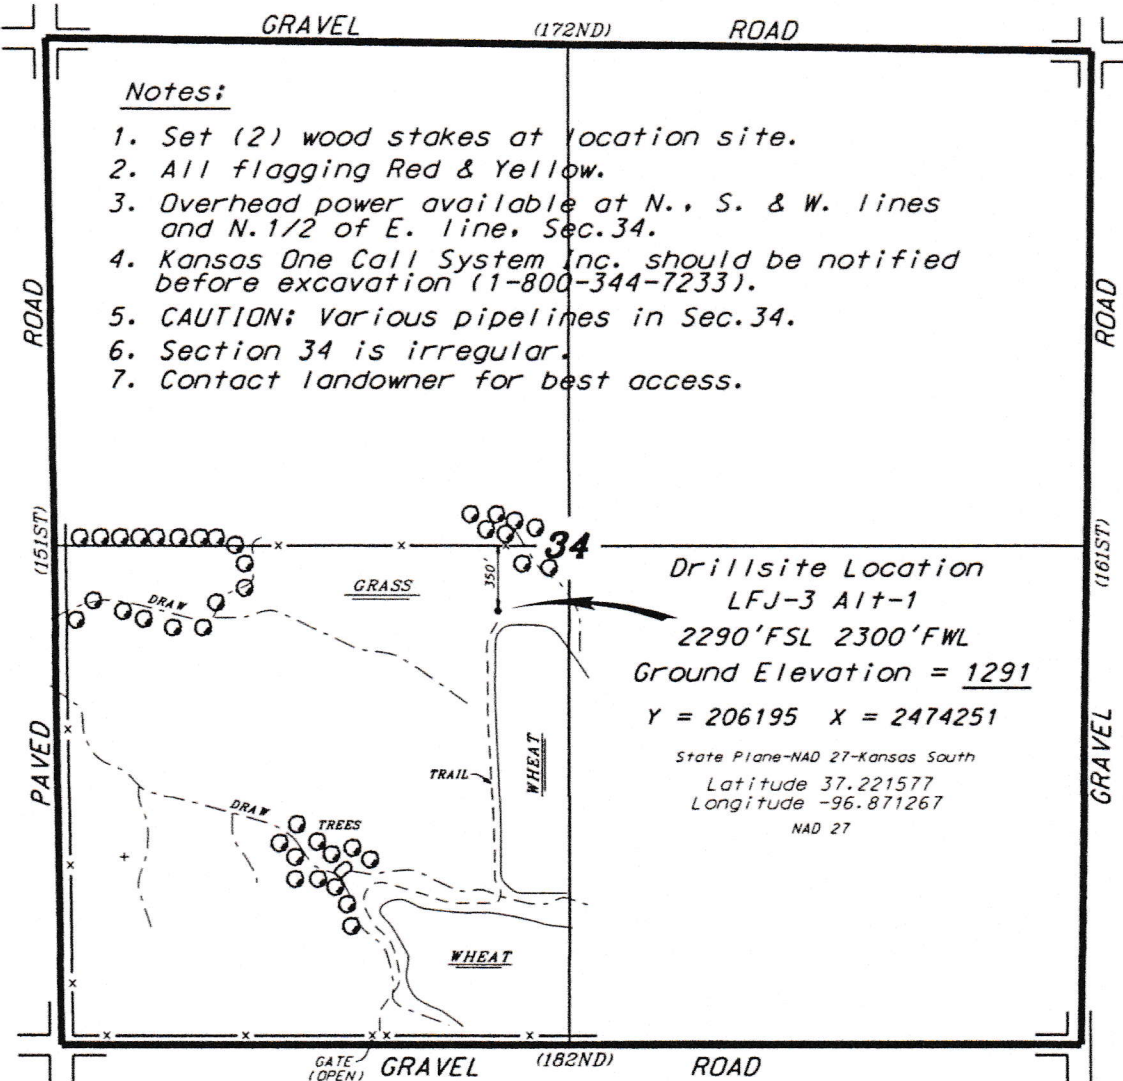 GRAVEL (172ND) ROAD
Notes:
1. Set (2) wood stakes at location site.
2. All flagging Red & Yellow.
3. Overhead power available at N., S. & W. lines
and N.1/2 of E. line, Sec.34.
4. Kansas One Call System Inc. should be notified
before excavation (1-800-344-7233).
5. CAUTION: Various pipelines in Sec.34.
6. Section 34 is irregular.
7. Contact landowner for best access.
ROAD
(151ST)
PAVED
ROAD
(161ST)
GRAVEL
34
350'
GRASS
DRAW
Drillsite Location
LFJ-3 Alt-1
2290'FSL 2300'FWL
Ground Elevation = 1291
Y = 206195 X = 2474251
State Plane-NAD 27-Kansas South
Latitude 37.221577
Longitude -96.871267
NAD 27
WHEAT
TRAIL
DRAW
TREES
WHEAT
GATE
(OPEN)
GRAVEL (182ND) ROAD